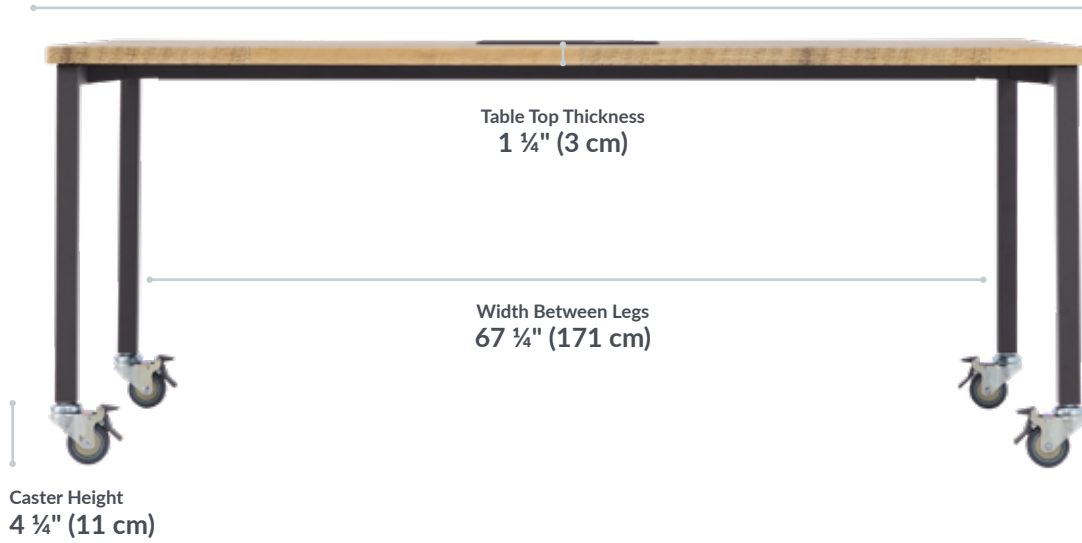 Table Top Thickness
1 ¼" (3 cm)
Width Between Legs
67 ¼" (171 cm)
Caster Height
4 ¼" (11 cm)